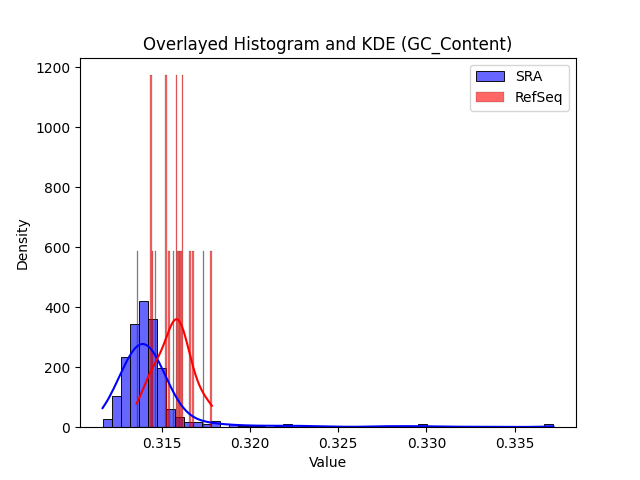 Overlayed Histogram and KDE (GC_Content)
SRA
RefSeq
Density
1200
1000
800
600
400
200
0
0.315 0.320 0.325 0.330 0.335
Value